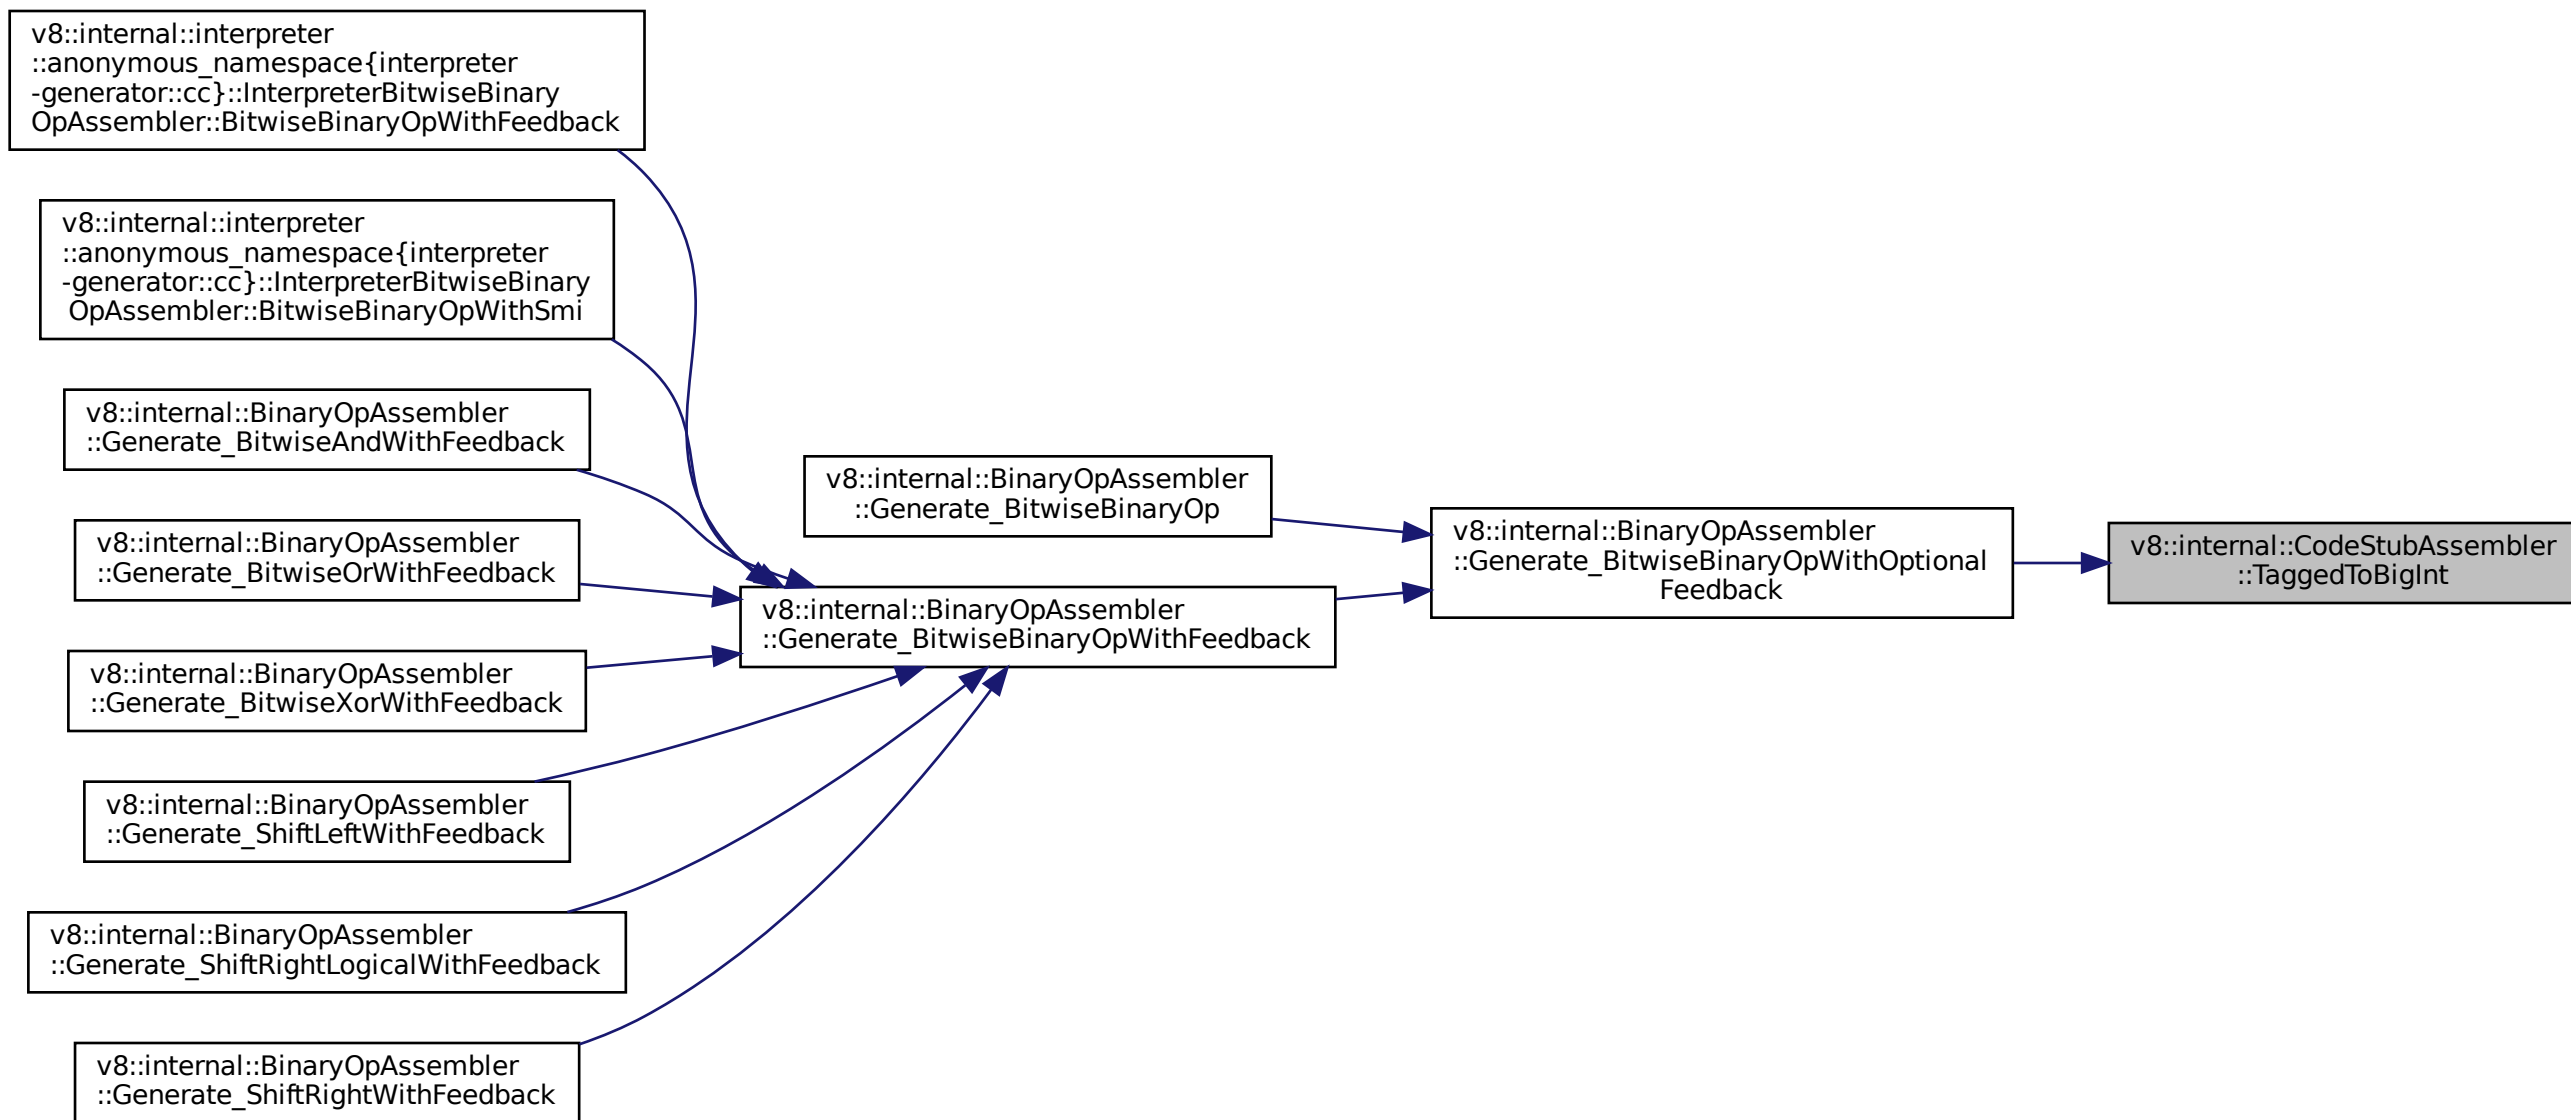 v8::internal::interpreter
::anonymous_namespace{interpreter
-generator::cc}::InterpreterBitwiseBinary
OpAssembler::BitwiseBinaryOpWithFeedback
v8::internal::interpreter
::anonymous_namespace{interpreter
-generator::cc}::InterpreterBitwiseBinary
OpAssembler::BitwiseBinaryOpWithSmi
v8::internal::BinaryOpAssembler
::Generate_BitwiseAndWithFeedback
v8::internal::BinaryOpAssembler
::Generate_BitwiseOrWithFeedback
v8::internal::BinaryOpAssembler
::Generate_BitwiseXorWithFeedback
v8::internal::BinaryOpAssembler
::Generate_ShiftLeftWithFeedback
v8::internal::BinaryOpAssembler
::Generate_ShiftRightLogicalWithFeedback
v8::internal::BinaryOpAssembler
::Generate_ShiftRightWithFeedback
v8::internal::BinaryOpAssembler
::Generate_BitwiseBinaryOp
v8::internal::BinaryOpAssembler
::Generate_BitwiseBinaryOpWithFeedback
v8::internal::BinaryOpAssembler
::Generate_BitwiseBinaryOpWithOptional
Feedback
v8::internal::CodeStubAssembler
::TaggedToBigInt